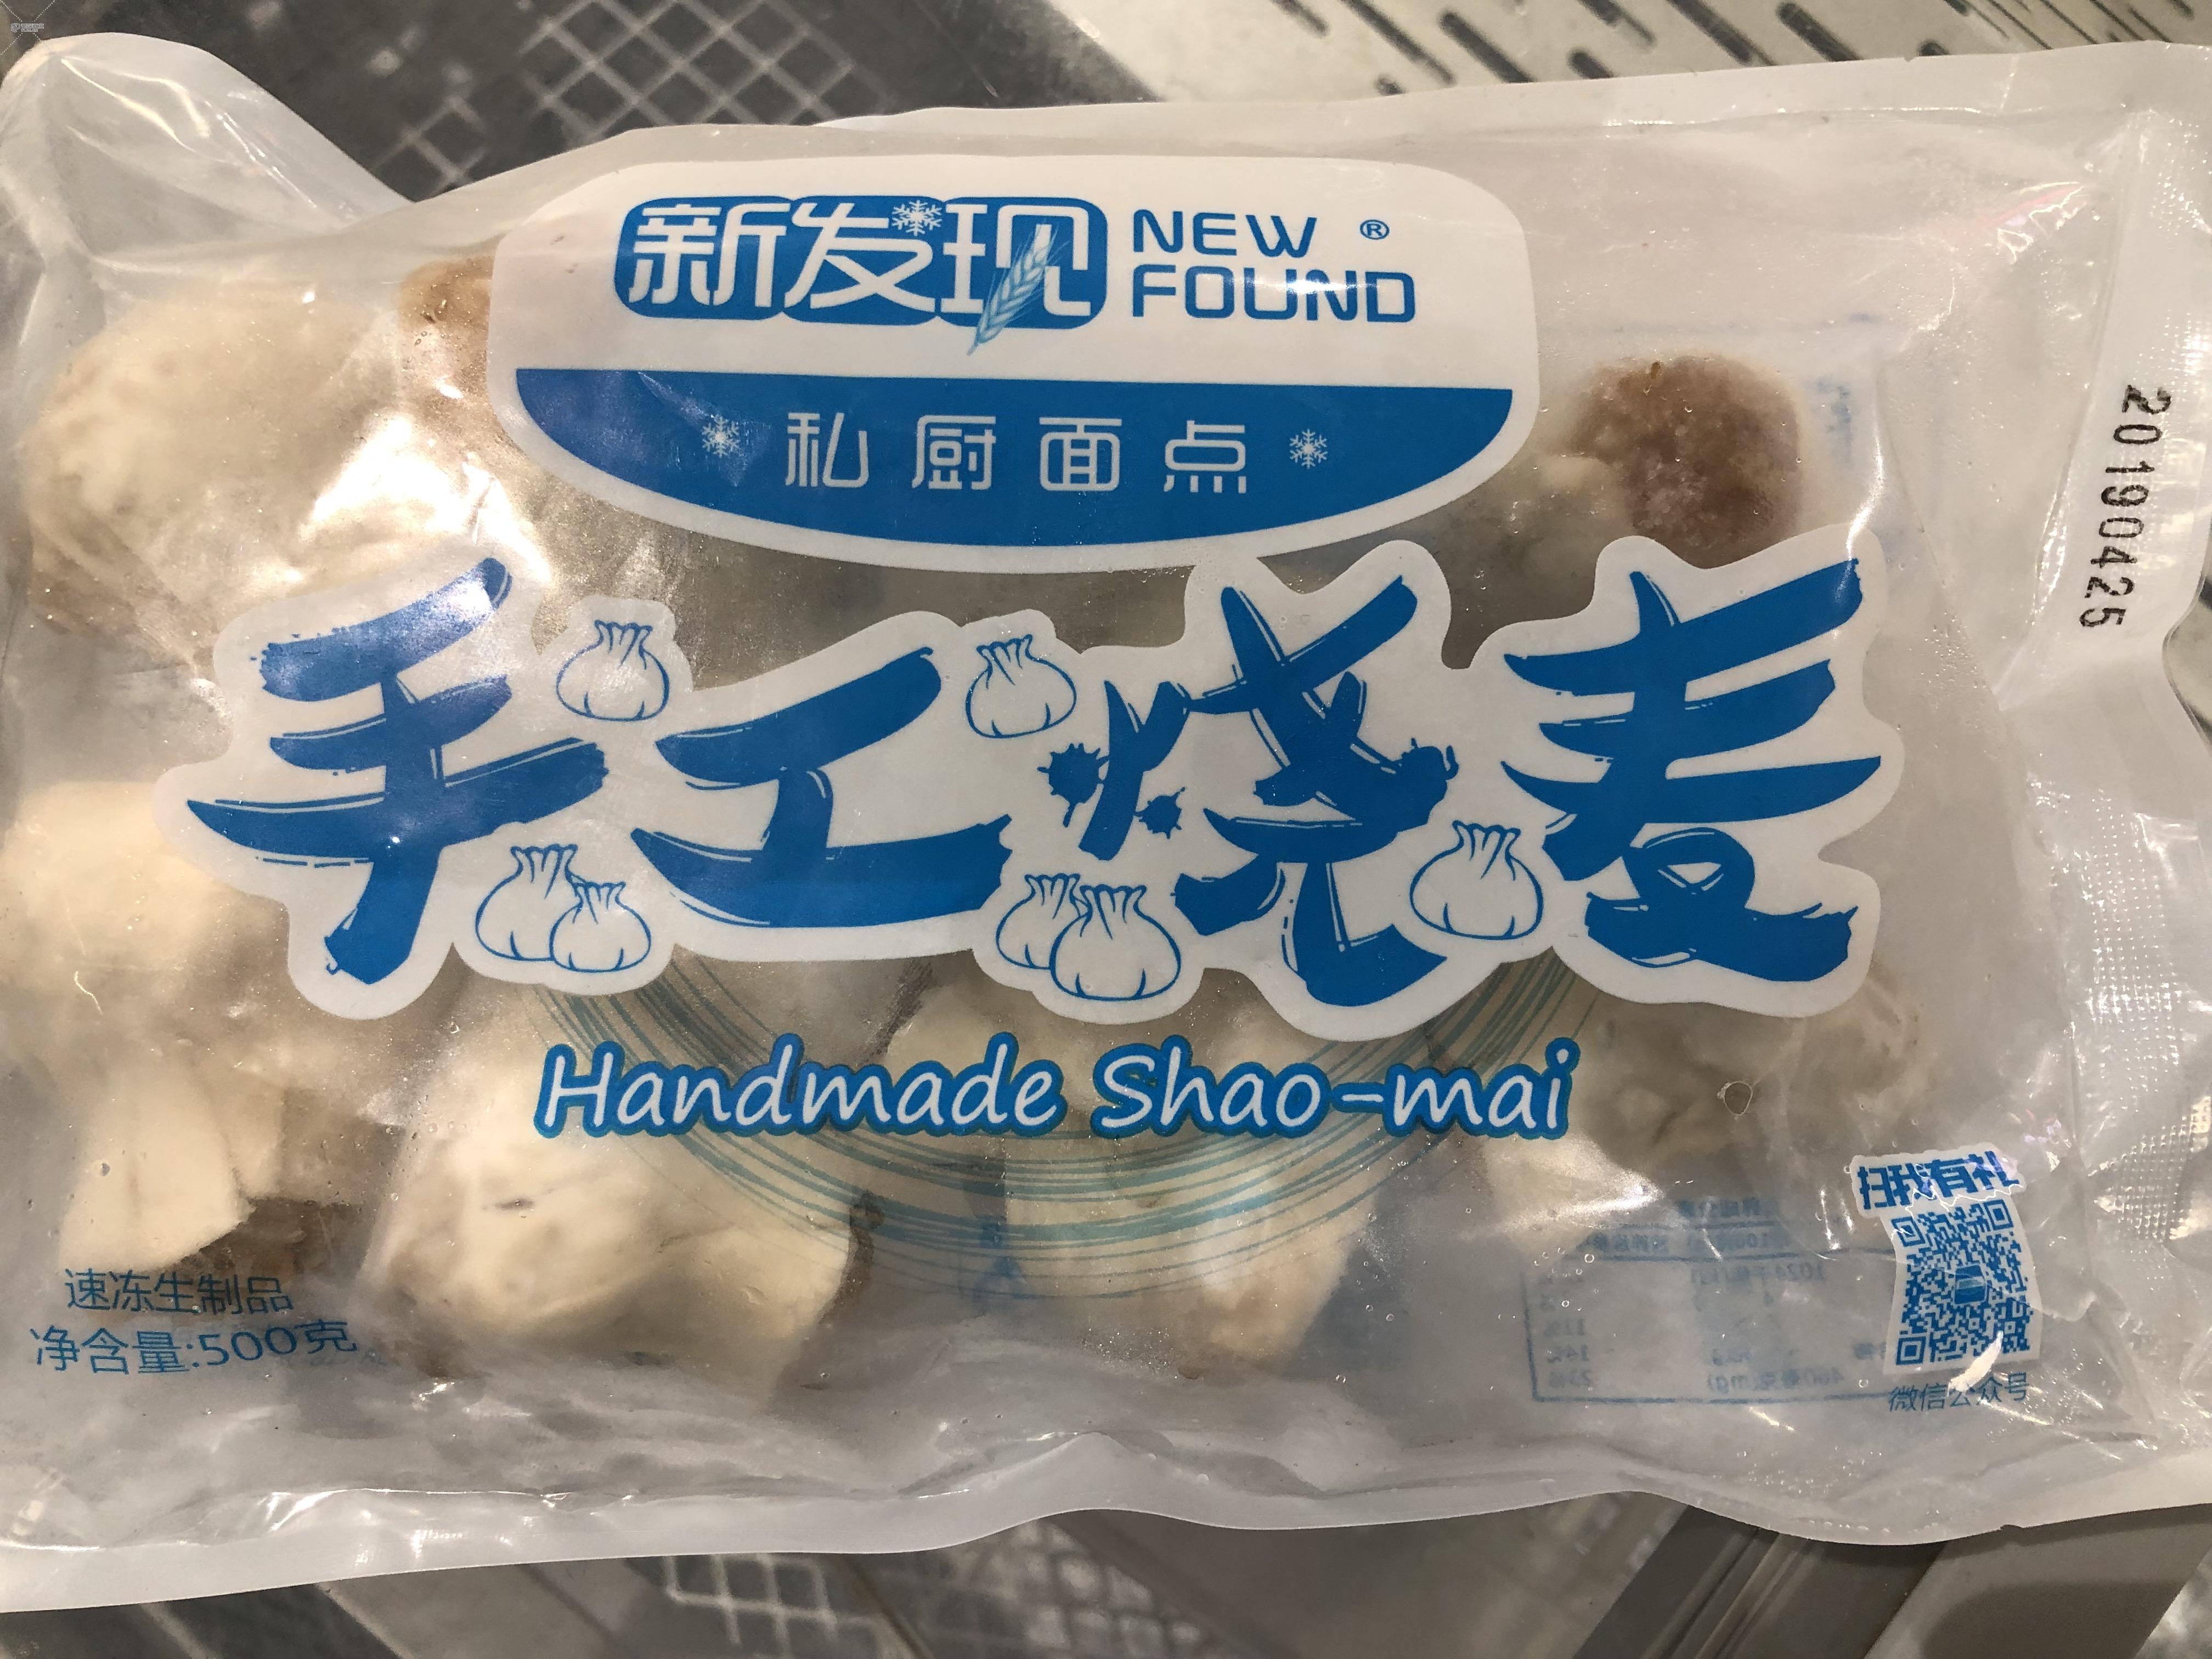 新发现 NEW FOUND ®
私厨面点
20190425
手工烧麦
Handmade Shao-mai
扫我有礼
速冻生制品
净含量:500克
微信公众号